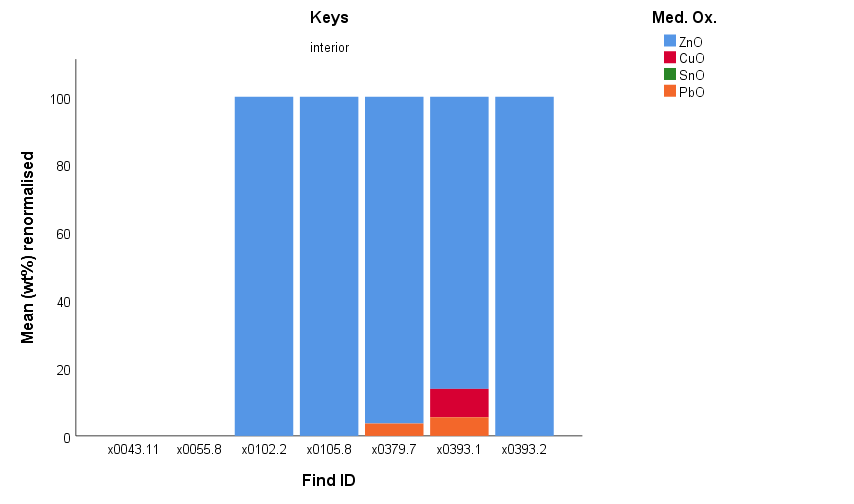 Keys
interior
Med. Ox.
ZnO
CuO
SnO
PbO
Mean (wt%) renormalised
100
80
60
40
20
0
x0043.11 x0055.8 x0102.2 x0105.8 x0379.7 x0393.1 x0393.2
Find ID